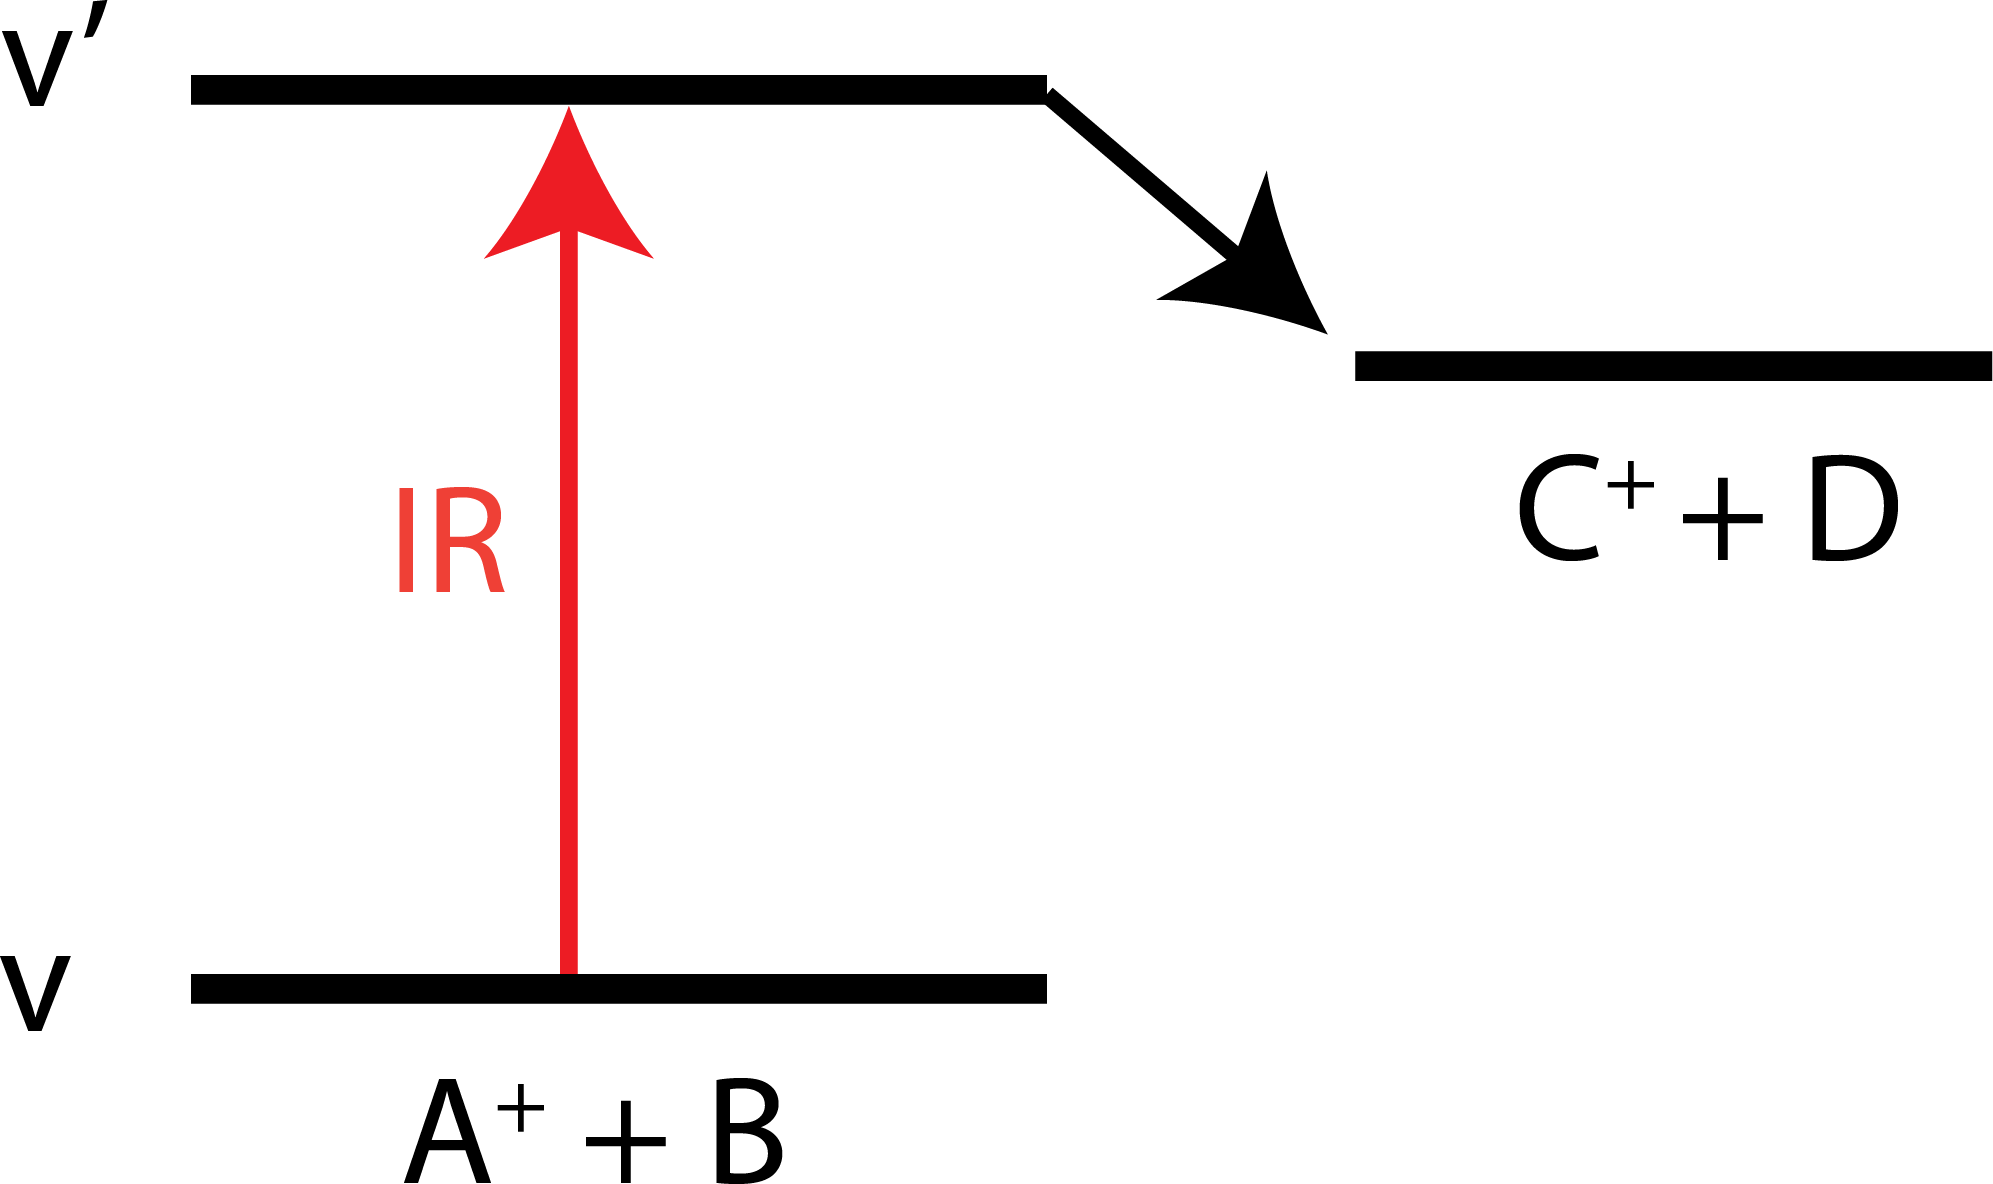 v’
IR
C⁺ + D
v
A⁺ + B